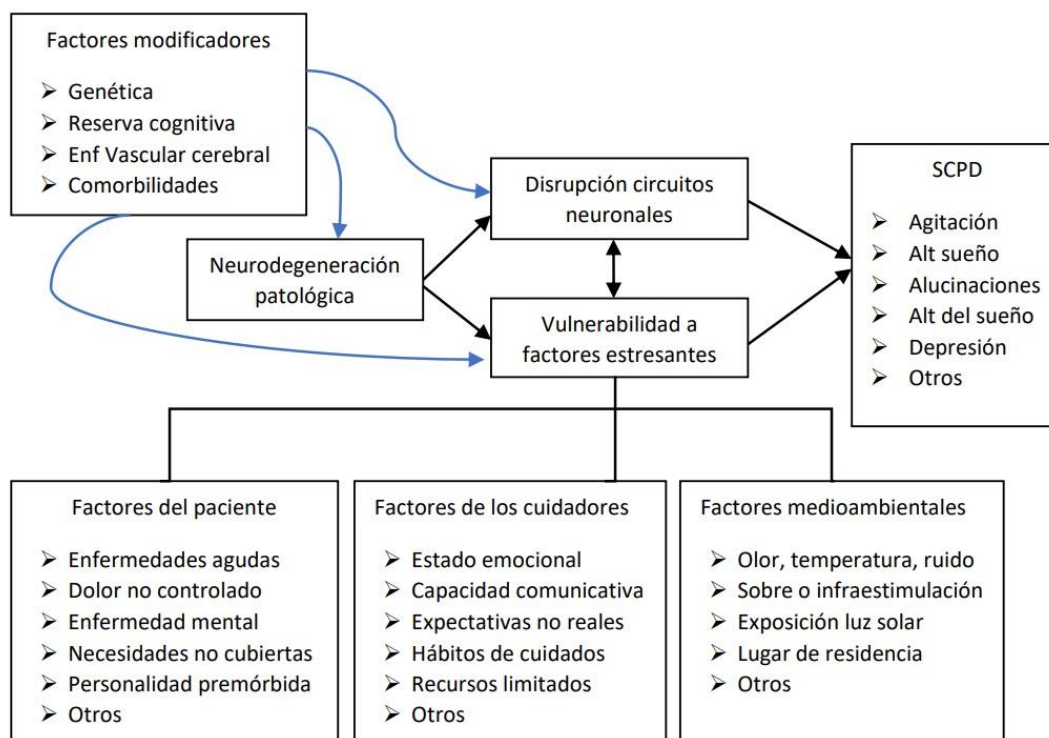 Factores modificadores
Genética
Reserva cognitiva
Enf Vascular cerebral
Comorbilidades
Neurodegeneración
patológica
Disrupción circuitos
neuronales
Vulnerabilidad a
factores estresantes
SCPD
Agitación
Alt sueño
Alucinaciones
Alt del sueño
Depresión
Otros
Factores del paciente
Enfermedades agudas
Dolor no controlado
Enfermedad mental
Necesidades no cubiertas
Personalidad premórbida
Otros
Factores de los cuidadores
Estado emocional
Capacidad comunicativa
Expectativas no reales
Hábitos de cuidados
Recursos limitados
Otros
Factores medioambientales
Olor, temperatura, ruido
Sobre o infraestimulación
Exposición luz solar
Lugar de residencia
Otros